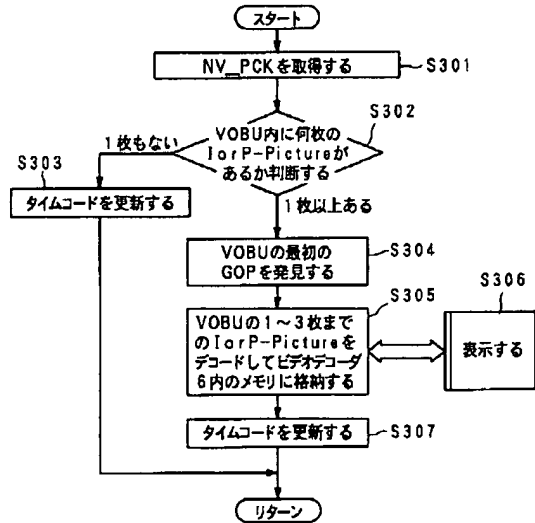 スタート
NV_PCKを取得する
S301
VOBU内に何枚の
IorP-Pictureが
あるか判断する
S302
1枚もない
S303
タイムコードを更新する
1枚以上ある
VOBUの最初の
GOPを発見する
S304
VOBUの1～3枚まで
のIorP-Pictureを
デコードしてビデオデコーダ
6内のメモリに格納する
S305
S306
表示する
タイムコードを更新する
S307
リターン